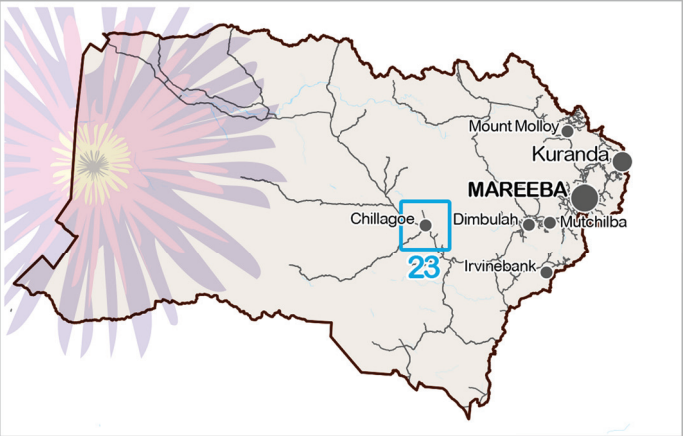 Mount Molloy
Kuranda
MAREEBA
Chillagoe
Dimbulah
Mutchilba
23
Irvinebank